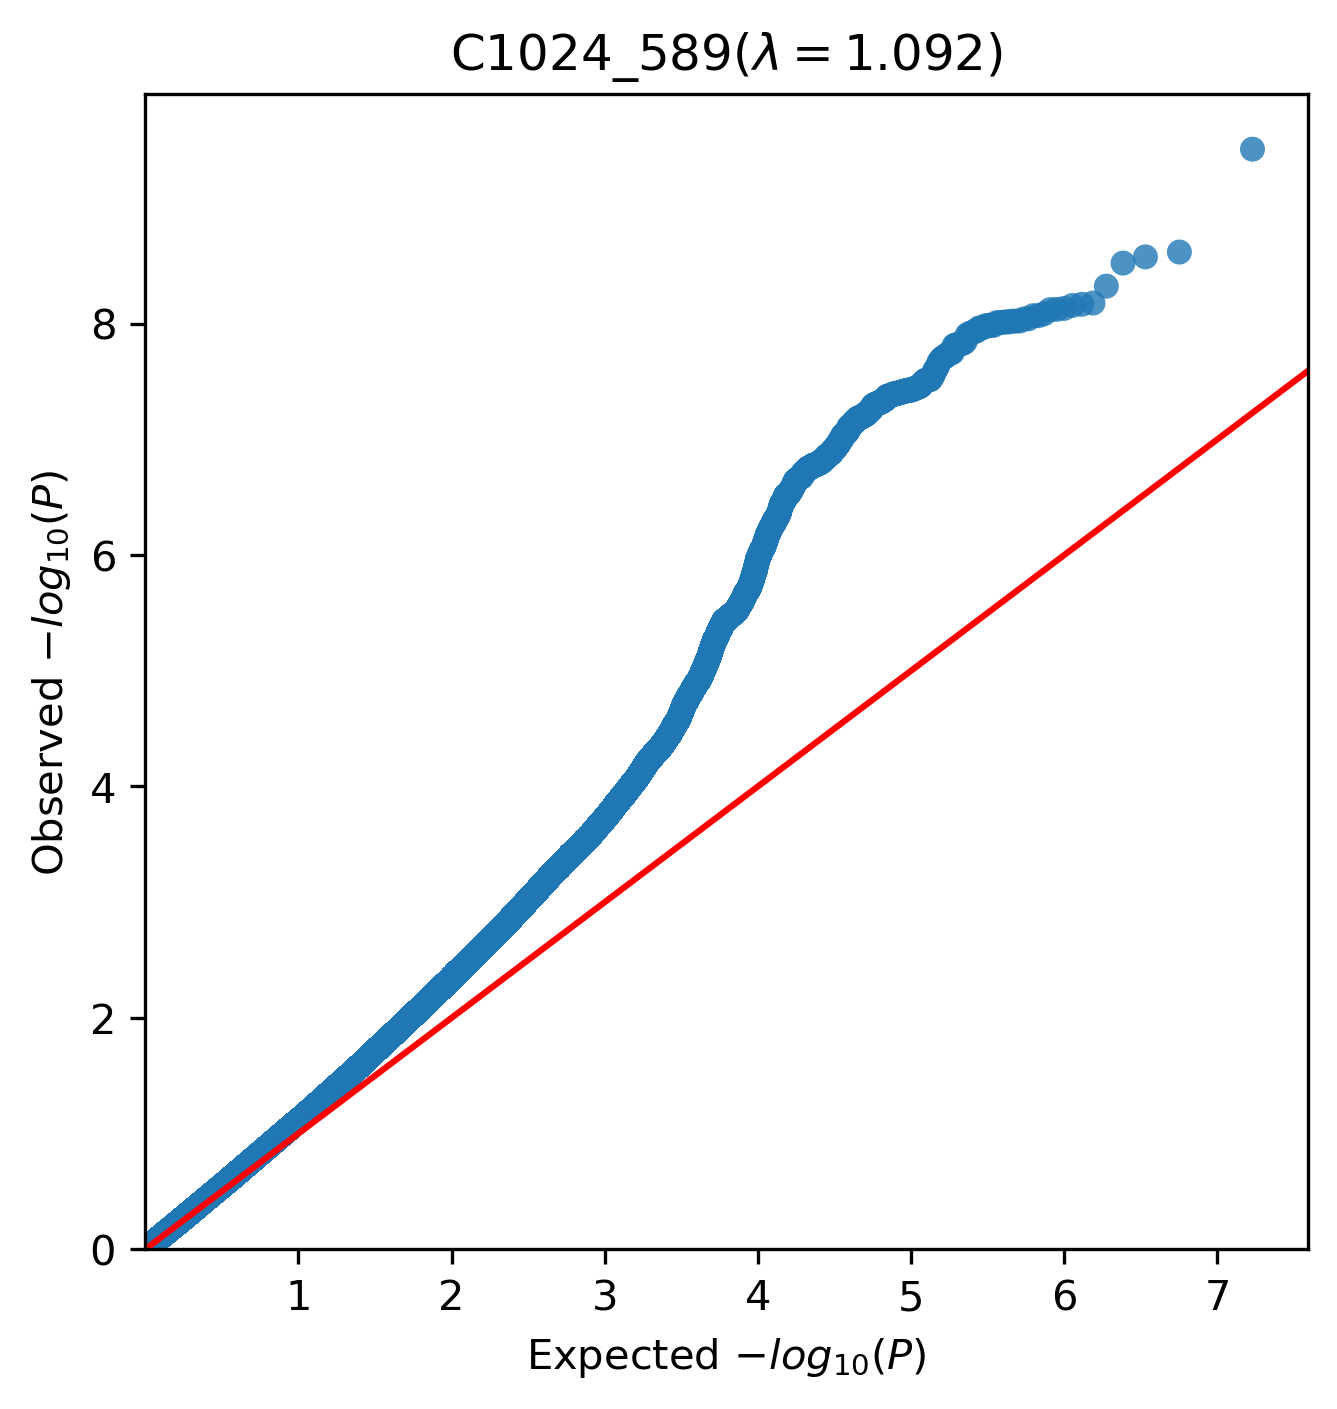 C1024_589(λ = 1.092)
Observed −log₁₀(P)
8
6
4
2
0
1 2 3 4 5 6 7
Expected −log₁₀(P)